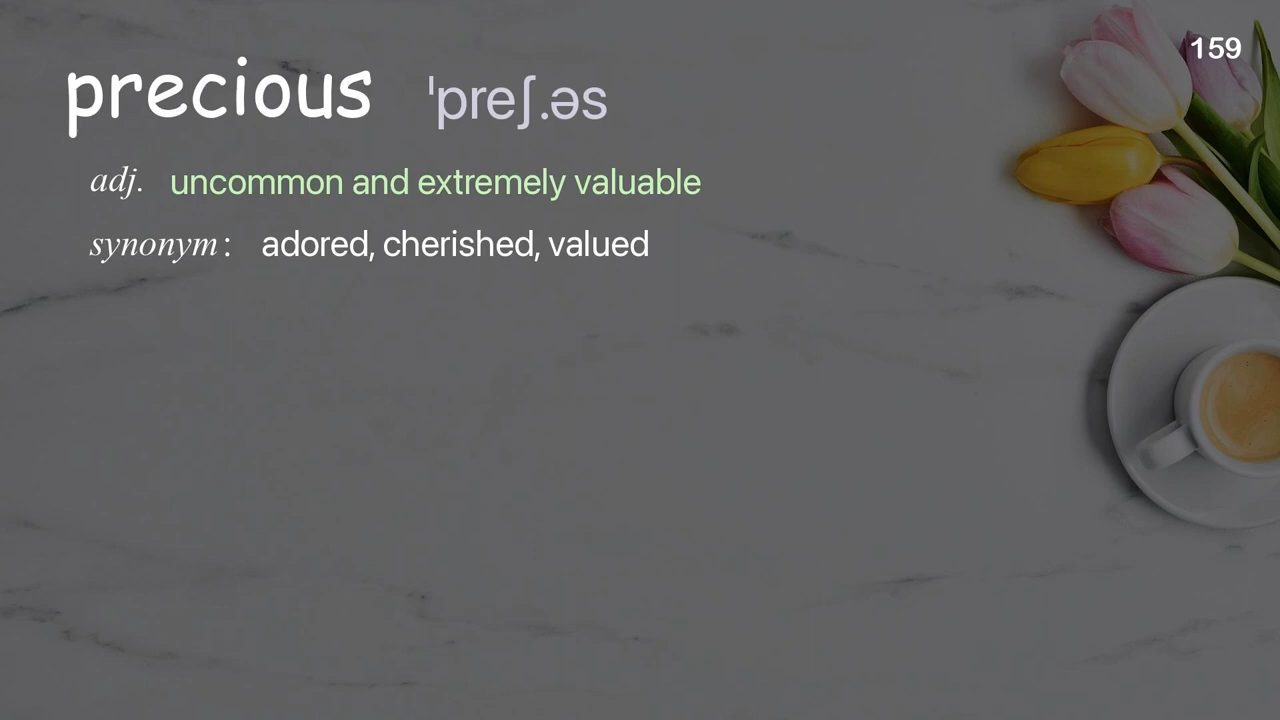 159
precious ˈpreʃ.əs
adj. uncommon and extremely valuable
synonym : adored, cherished, valued